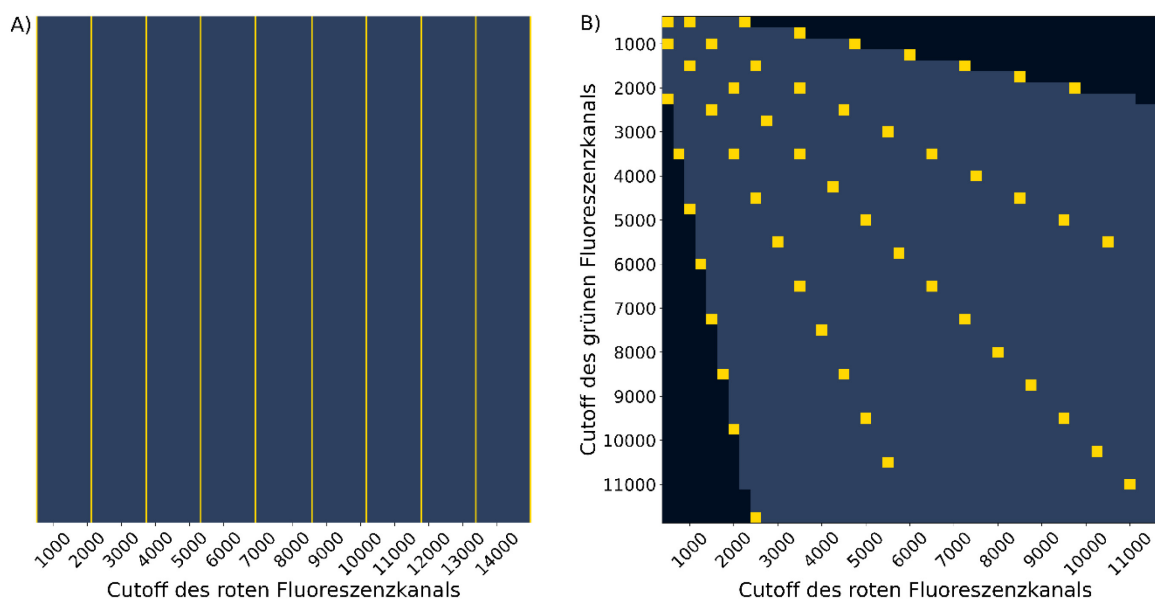 A)
1000 2000 3000 4000 5000 6000 7000 8000 9000 10000 11000 12000 13000 14000
Cutoff des roten Fluoreszenzkanals
B)
Cutoff des grünen Fluoreszenzkanals
1000
2000
3000
4000
5000
6000
7000
8000
9000
10000
11000
1000 2000 3000 4000 5000 6000 7000 8000 9000 10000 11000
Cutoff des roten Fluoreszenzkanals